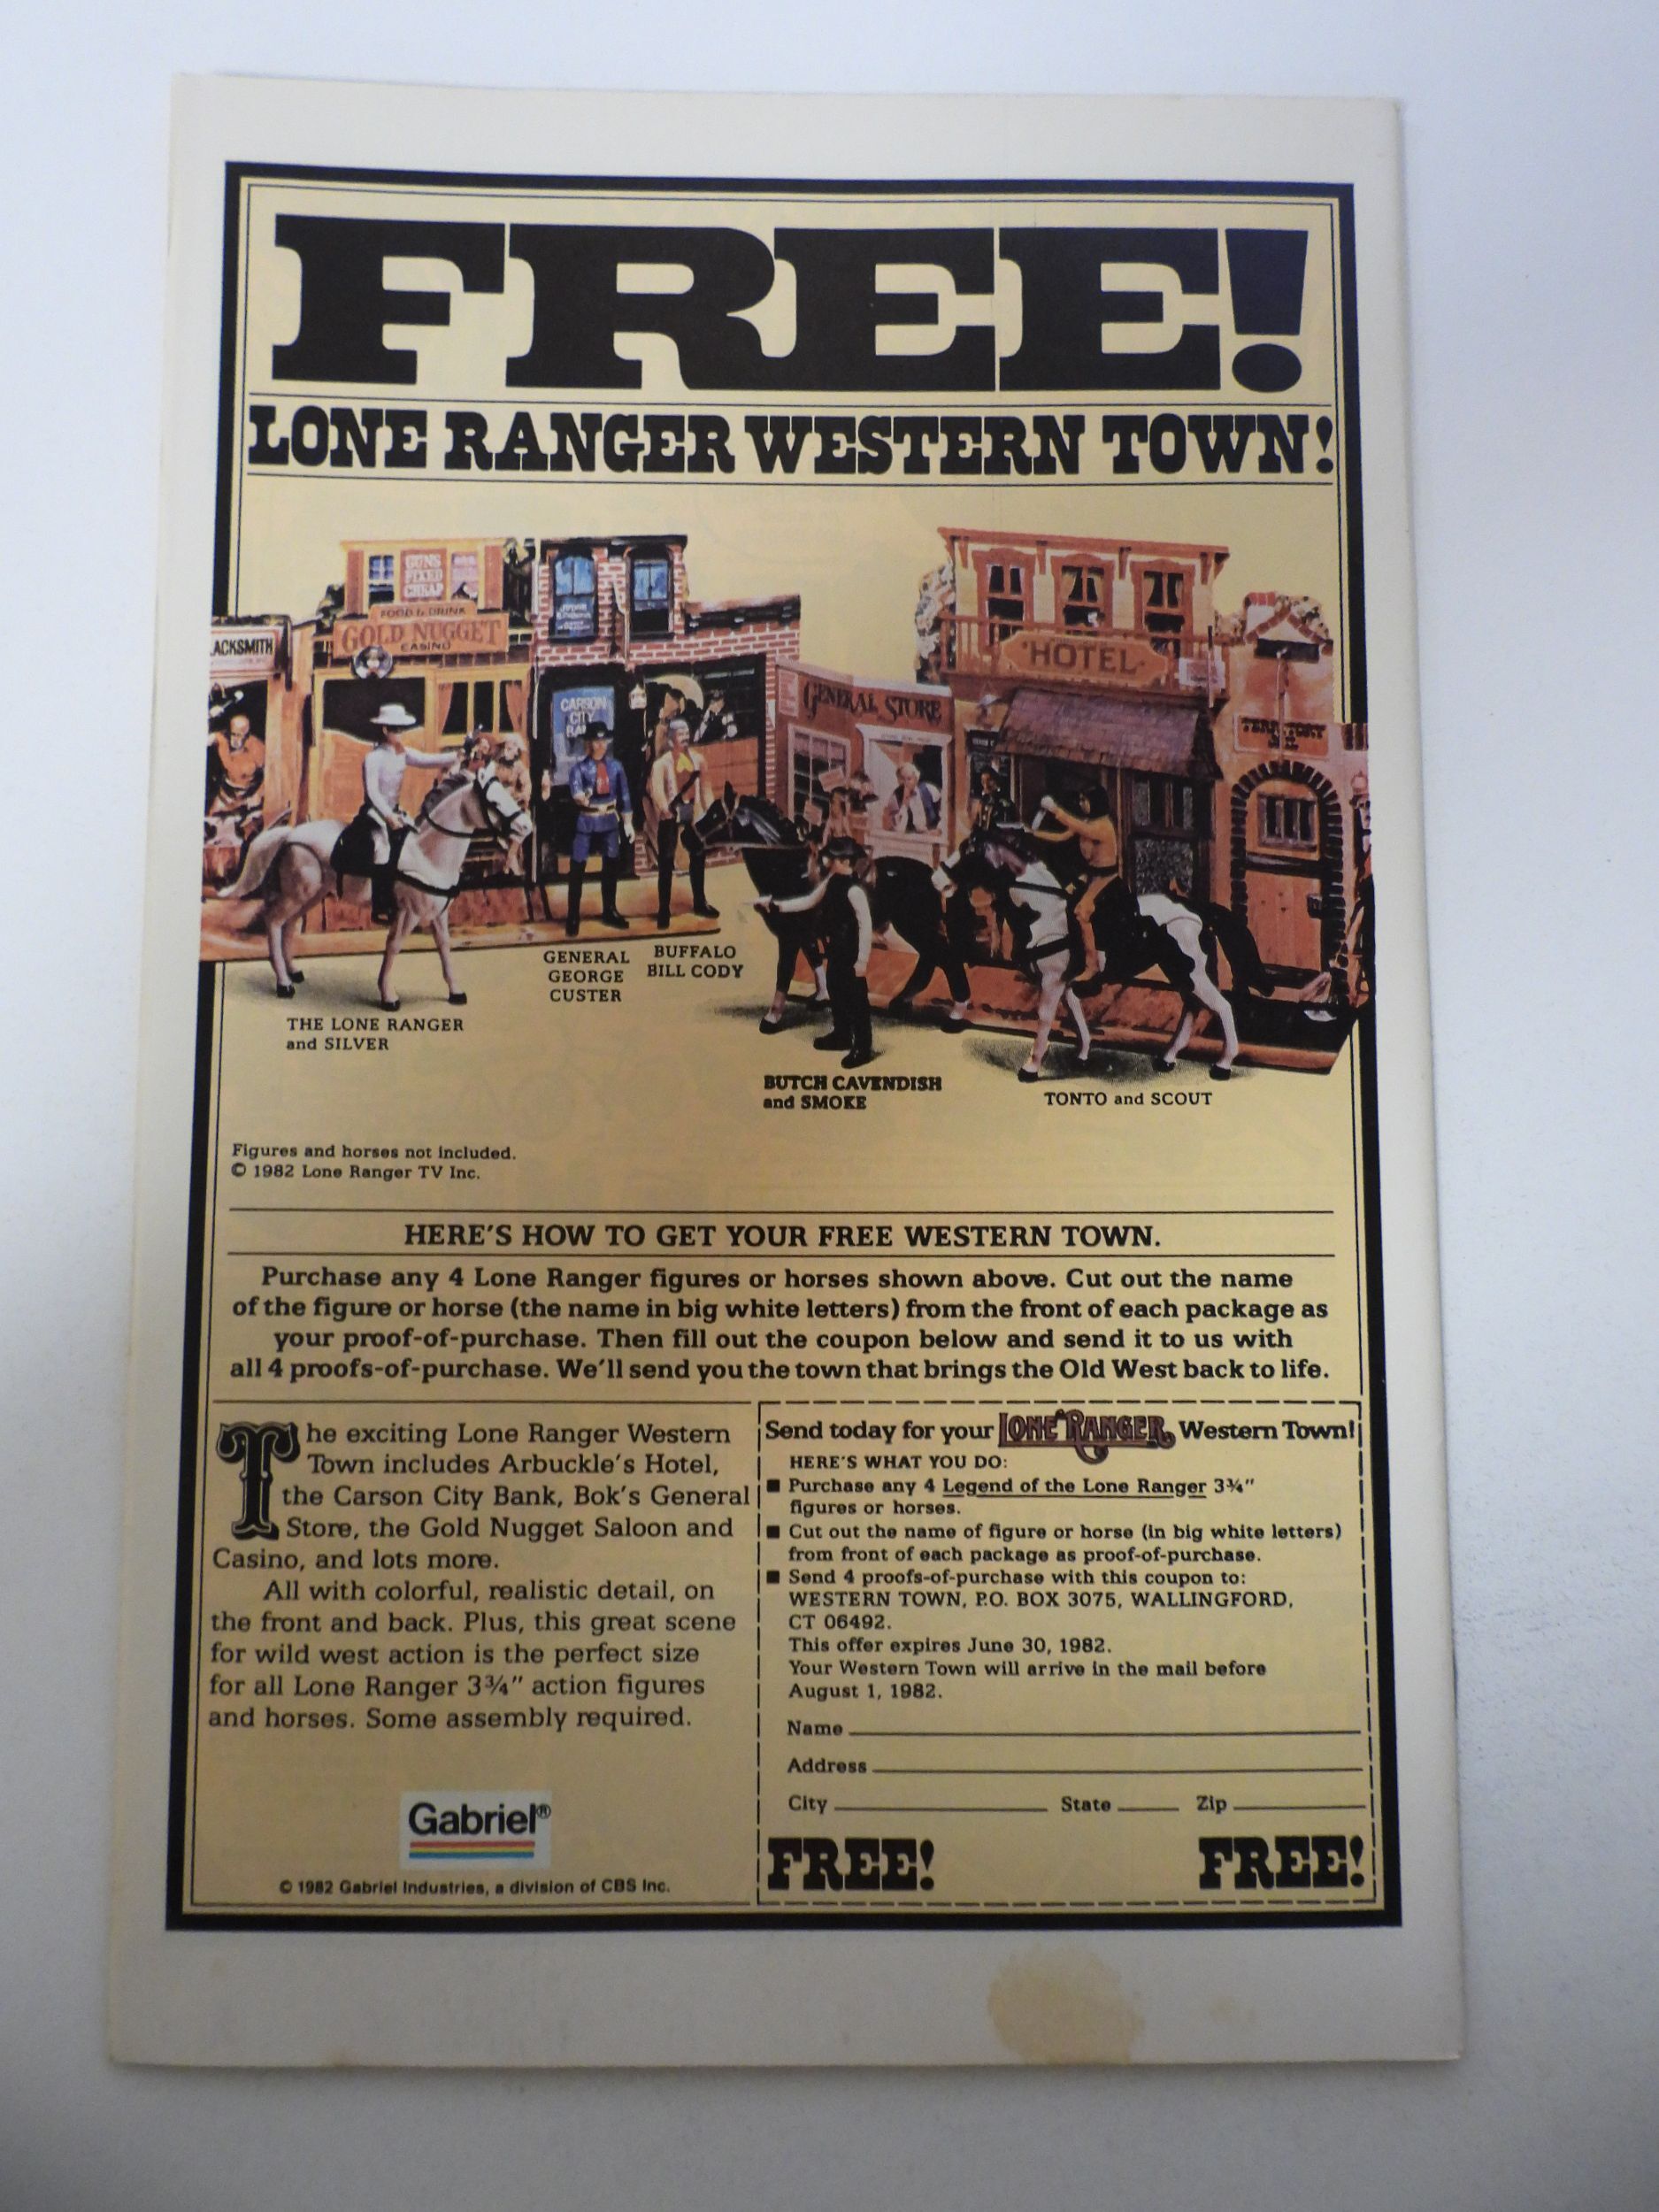 FREE!
LONE RANGER WESTERN TOWN!
GUNS
FIXED
CHEAP
FOOD & DRINK
GOLD NUGGET
CASINO
LACKSMITH
CARSON
CITY
GENERAL STORE
HOTEL
GENERAL
GEORGE
CUSTER
BUFFALO
BILL CODY
THE LONE RANGER
and SILVER
BUTCH CAVENDISH
and SMOKE
TONTO and SCOUT
Figures and horses not included.
© 1982 Lone Ranger TV Inc.
HERE'S HOW TO GET YOUR FREE WESTERN TOWN.
Purchase any 4 Lone Ranger figures or horses shown above. Cut out the name
of the figure or horse (the name in big white letters) from the front of each package as
your proof-of-purchase. Then fill out the coupon below and send it to us with
all 4 proofs-of-purchase. We'll send you the town that brings the Old West back to life.
The exciting Lone Ranger Western
Town includes Arbuckle's Hotel,
the Carson City Bank, Bok's General
Store, the Gold Nugget Saloon and
Casino, and lots more.
All with colorful, realistic detail, on
the front and back. Plus, this great scene
for wild west action is the perfect size
for all Lone Ranger 3¾" action figures
and horses. Some assembly required.
Gabriel®
© 1982 Gabriel Industries, a division of CBS Inc.
Send today for your LONE RANGER Western Town!
HERE'S WHAT YOU DO:
■ Purchase any 4 Legend of the Lone Ranger 3¾"
figures or horses.
■ Cut out the name of figure or horse (in big white letters)
from front of each package as proof-of-purchase.
■ Send 4 proofs-of-purchase with this coupon to:
WESTERN TOWN, P.O. BOX 3075, WALLINGFORD,
CT 06492.
This offer expires June 30, 1982.
Your Western Town will arrive in the mail before
August 1, 1982.
Name
Address
City State Zip
FREE! FREE!